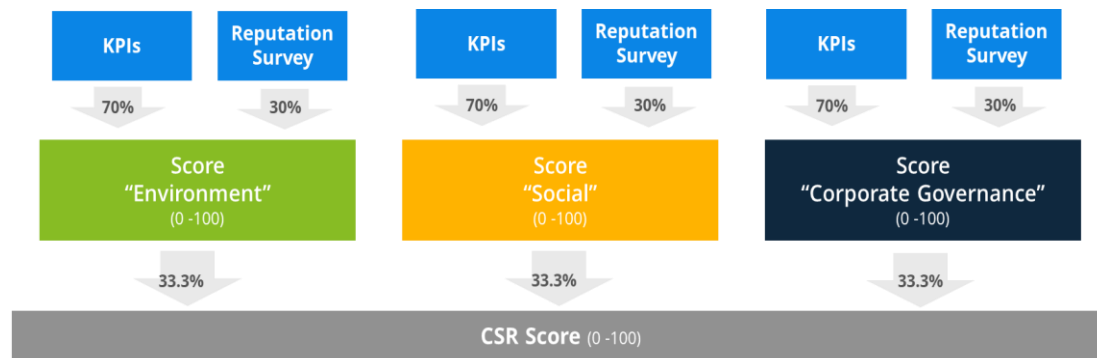 KPIs
Reputation
Survey
KPIs
Reputation
Survey
KPIs
Reputation
Survey
70%
30%
70%
30%
70%
30%
Score
“Environment”
(0 -100)
Score
“Social”
(0 -100)
Score
“Corporate Governance”
(0 -100)
33.3%
33.3%
33.3%
CSR Score (0 -100)